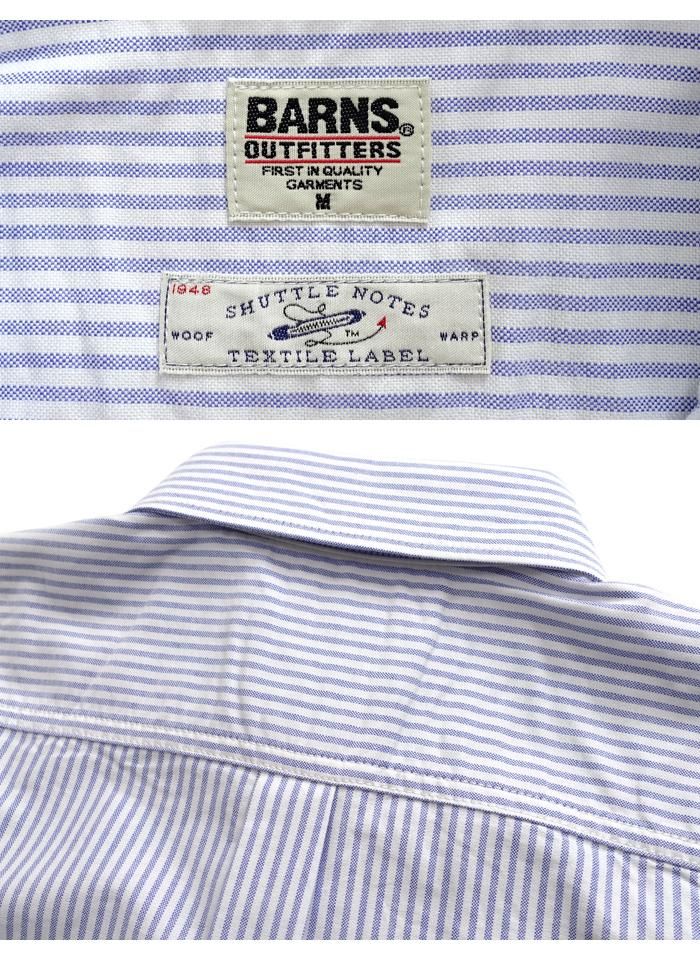 BARNS®
OUTFITTERS
FIRST IN QUALITY
GARMENTS
M
1948
SHUTTLE NOTES
WOOF
TM
WARP
TEXTILE LABEL